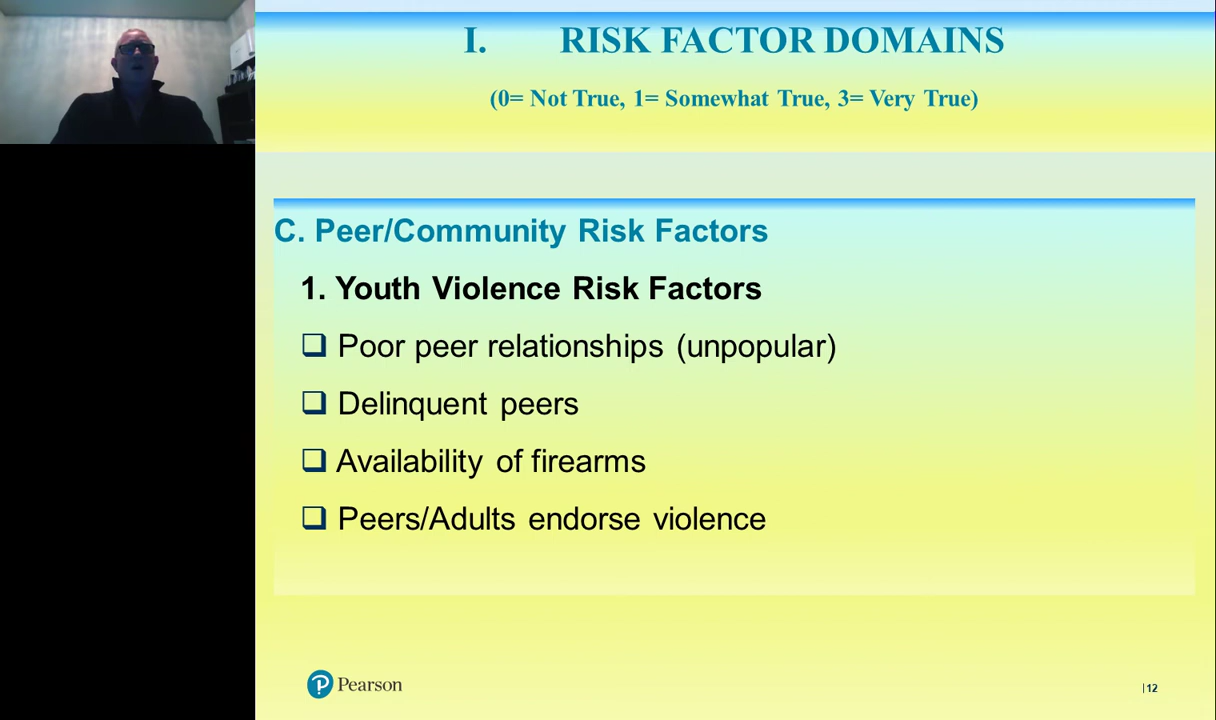 I. RISK FACTOR DOMAINS
(0= Not True, 1= Somewhat True, 3= Very True)
C. Peer/Community Risk Factors
1. Youth Violence Risk Factors
❑ Poor peer relationships (unpopular)
❑ Delinquent peers
❑ Availability of firearms
❑ Peers/Adults endorse violence
Pearson
|12